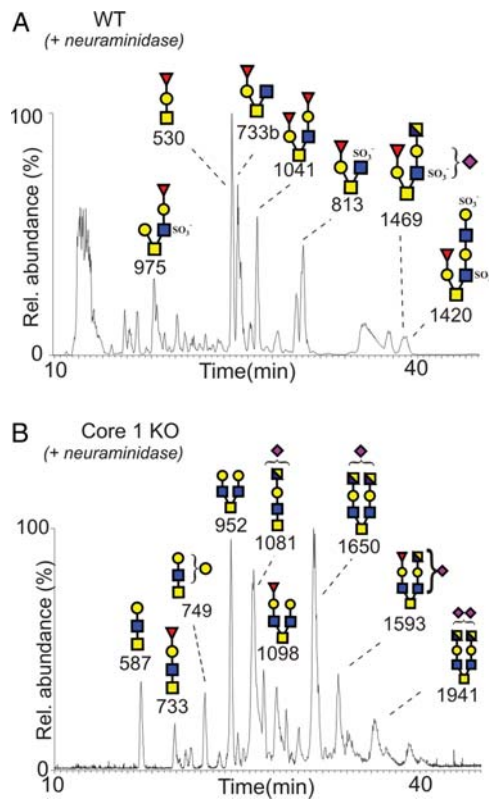 A
WT
(+ neuraminidase)
100
Rel. abundance (%)
0
530
733b
1041
SO₃⁻
813
SO₃⁻
1469
SO₃⁻
SO₃
1420
SO₃⁻
975
10
Time(min)
40
B
Core 1 KO
(+ neuraminidase)
100
Rel. abundance (%)
0
587
733
749
952
1081
1098
1650
1593
1941
10
Time(min)
40